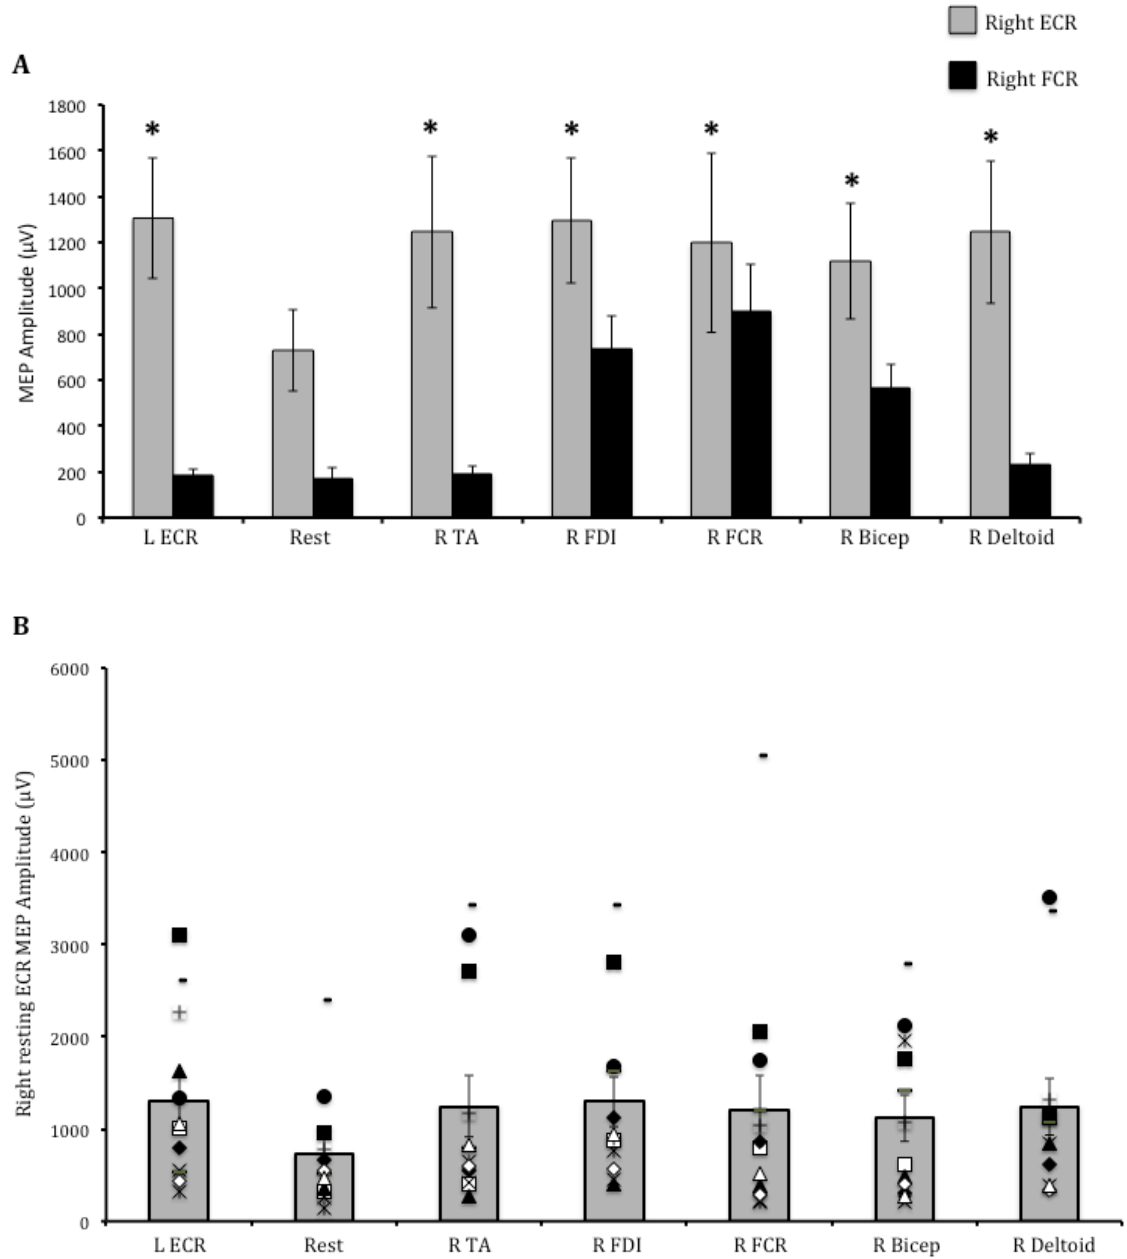 Right ECR
A
Right FCR
MEP Amplitude (µV)
1800
1600
1400
1200
1000
800
600
400
200
0
* * * * * *
L ECR Rest R TA R FDI R FCR R Bicep R Deltoid
B
Right resting ECR MEP Amplitude (µV)
6000
5000
4000
3000
2000
1000
0
L ECR Rest R TA R FDI R FCR R Bicep R Deltoid